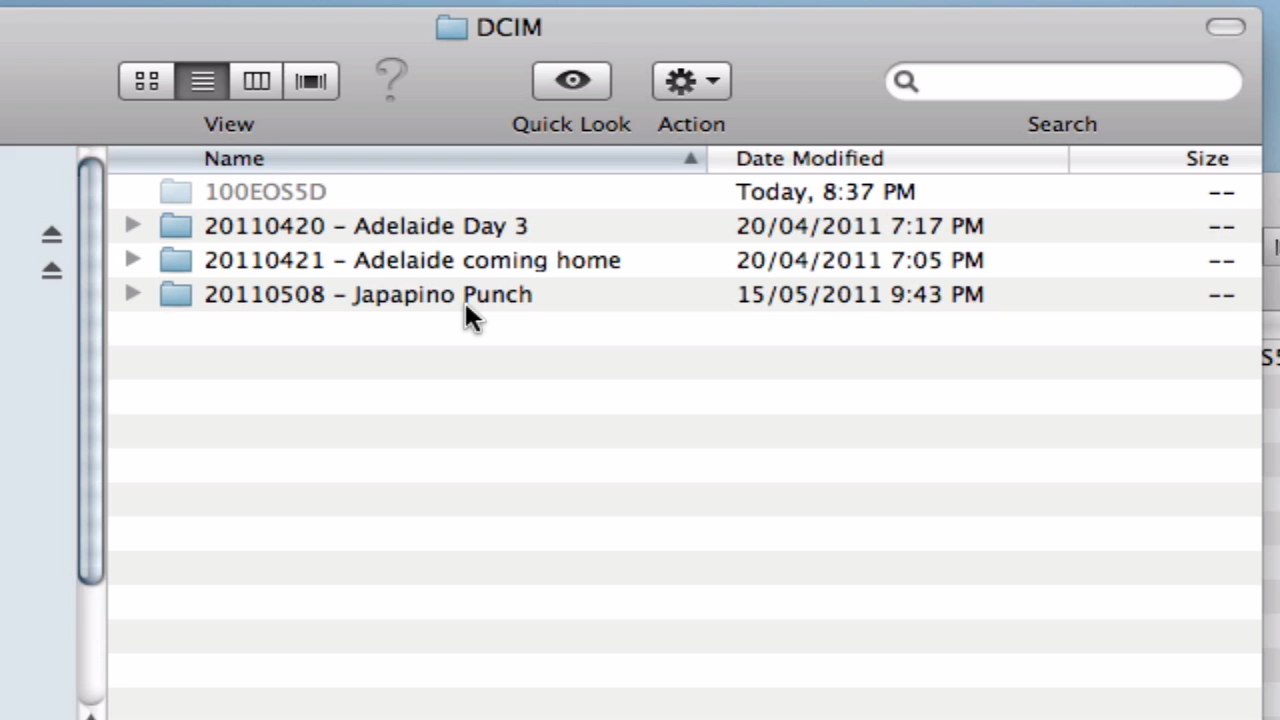 DCIM
View
?
Quick Look Action Search
Name Date Modified Size
100EOS5D Today, 8:37 PM --
20110420 – Adelaide Day 3 20/04/2011 7:17 PM --
20110421 – Adelaide coming home 20/04/2011 7:05 PM --
20110508 – Japapino Punch 15/05/2011 9:43 PM --